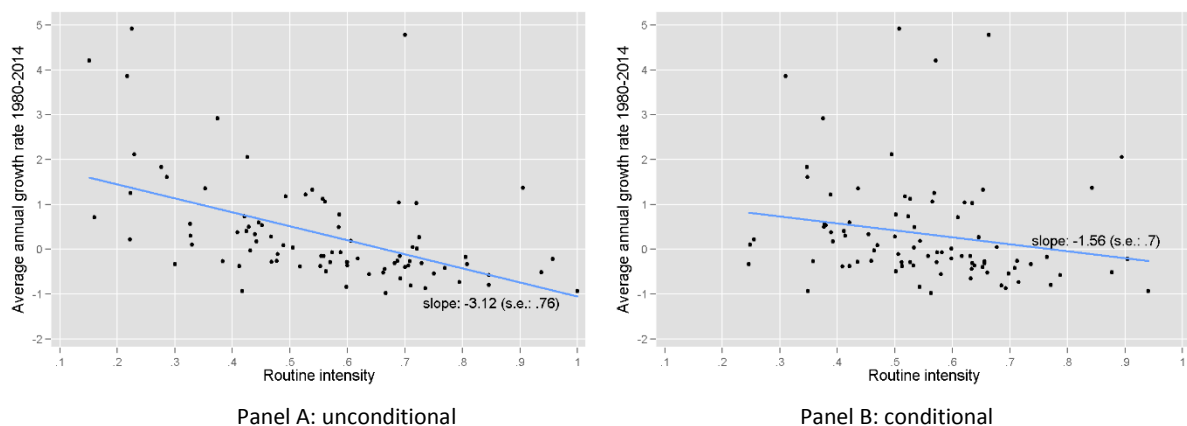 5
4
3
2
1
0
-1
-2
Average annual growth rate 1980-2014
slope: -3.12 (s.e.: .76)
.1 .2 .3 .4 .5 .6 .7 .8 .9 1
Routine intensity
Panel A: unconditional
5
4
3
2
1
0
-1
-2
Average annual growth rate 1980-2014
slope: -1.56 (s.e.: .7)
.1 .2 .3 .4 .5 .6 .7 .8 .9 1
Routine intensity
Panel B: conditional